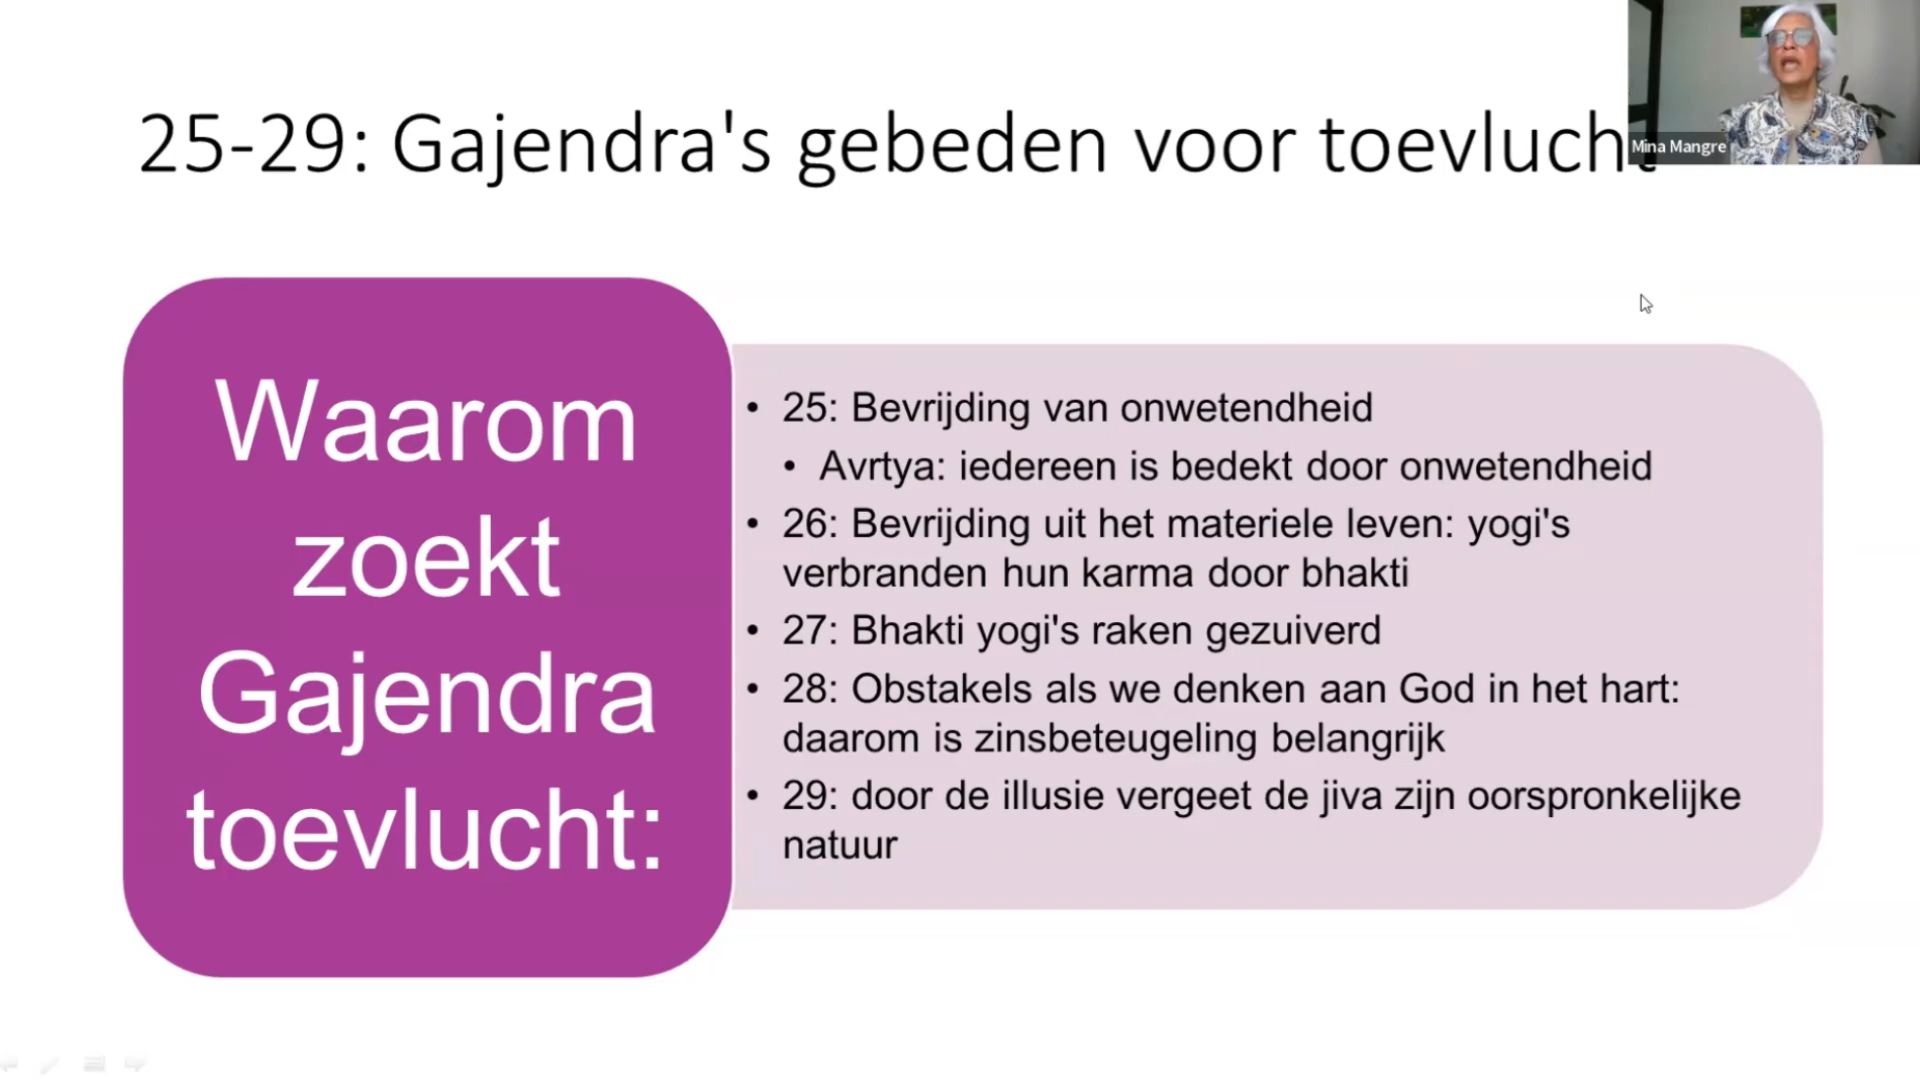 25-29: Gajendra's gebeden voor toevlucht
Mina Mangre
Waarom
zoekt
Gajendra
toevlucht:
• 25: Bevrijding van onwetendheid
• Avrtya: iedereen is bedekt door onwetendheid
• 26: Bevrijding uit het materiele leven: yogi's
verbranden hun karma door bhakti
• 27: Bhakti yogi's raken gezuiverd
• 28: Obstakels als we denken aan God in het hart:
daarom is zinsbeteugeling belangrijk
• 29: door de illusie vergeet de jiva zijn oorspronkelijke
natuur